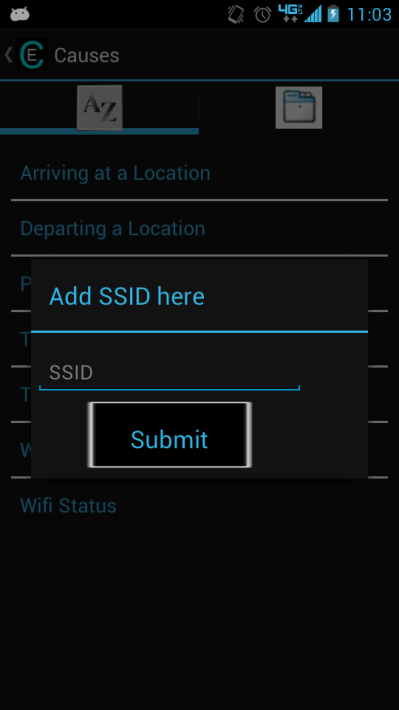 4G 11:03
E Causes
AZ
Arriving at a Location
Departing a Location
P
Add SSID here
T
SSID
T
Submit
W
Wifi Status